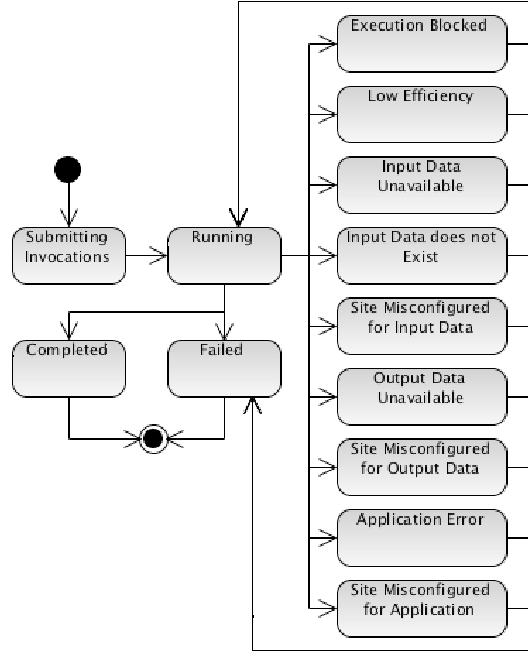 Execution Blocked
Low Efficiency
Input Data
Unavailable
Submitting
Invocations
Running
Input Data does not
Exist
Site Misconfigured
for Input Data
Completed
Failed
Output Data
Unavailable
Site Misconfigured
for Output Data
Application Error
Site Misconfigured
for Application